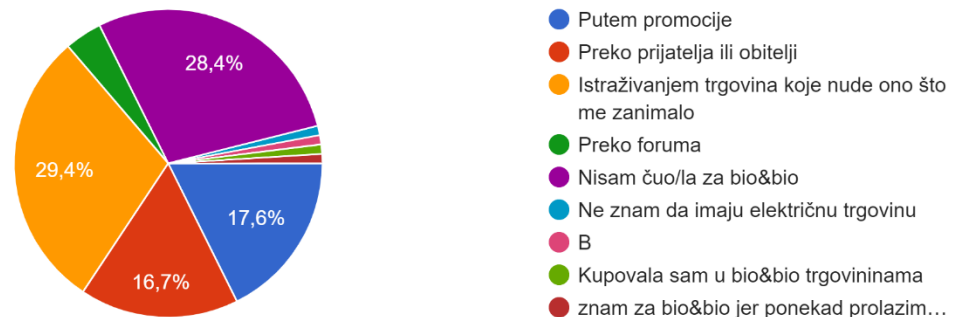 28,4%
29,4%
17,6%
16,7%
Putem promocije
Preko prijatelja ili obitelji
Istraživanjem trgovina koje nude ono što
me zanimalo
Preko foruma
Nisam čuo/la za bio&bio
Ne znam da imaju električnu trgovinu
B
Kupovala sam u bio&bio trgovininama
znam za bio&bio jer ponekad prolazim…